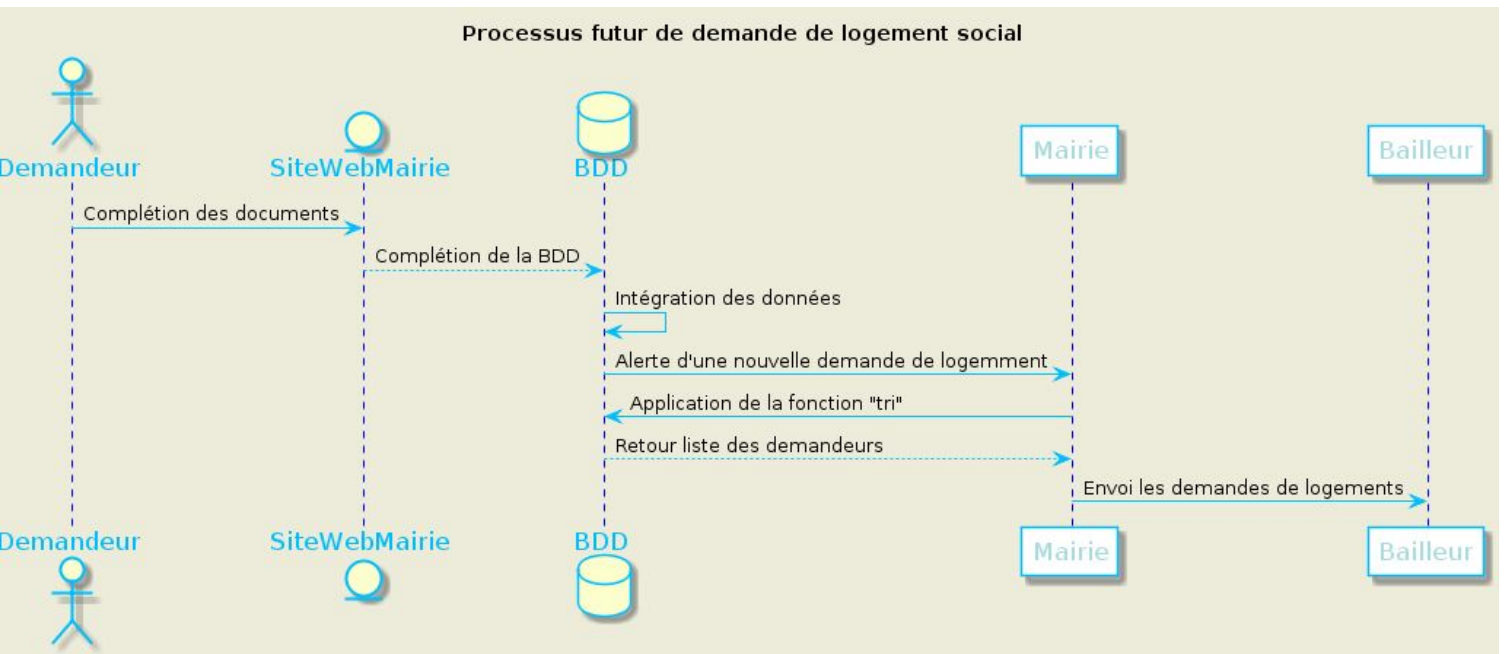 Processus futur de demande de logement social
Demandeur
SiteWebMairie
BDD
Mairie
Bailleur
Complétion des documents
Complétion de la BDD
Intégration des données
Alerte d'une nouvelle demande de logemment
Application de la fonction "tri"
Retour liste des demandeurs
Envoi les demandes de logements
Demandeur
SiteWebMairie
BDD
Mairie
Bailleur